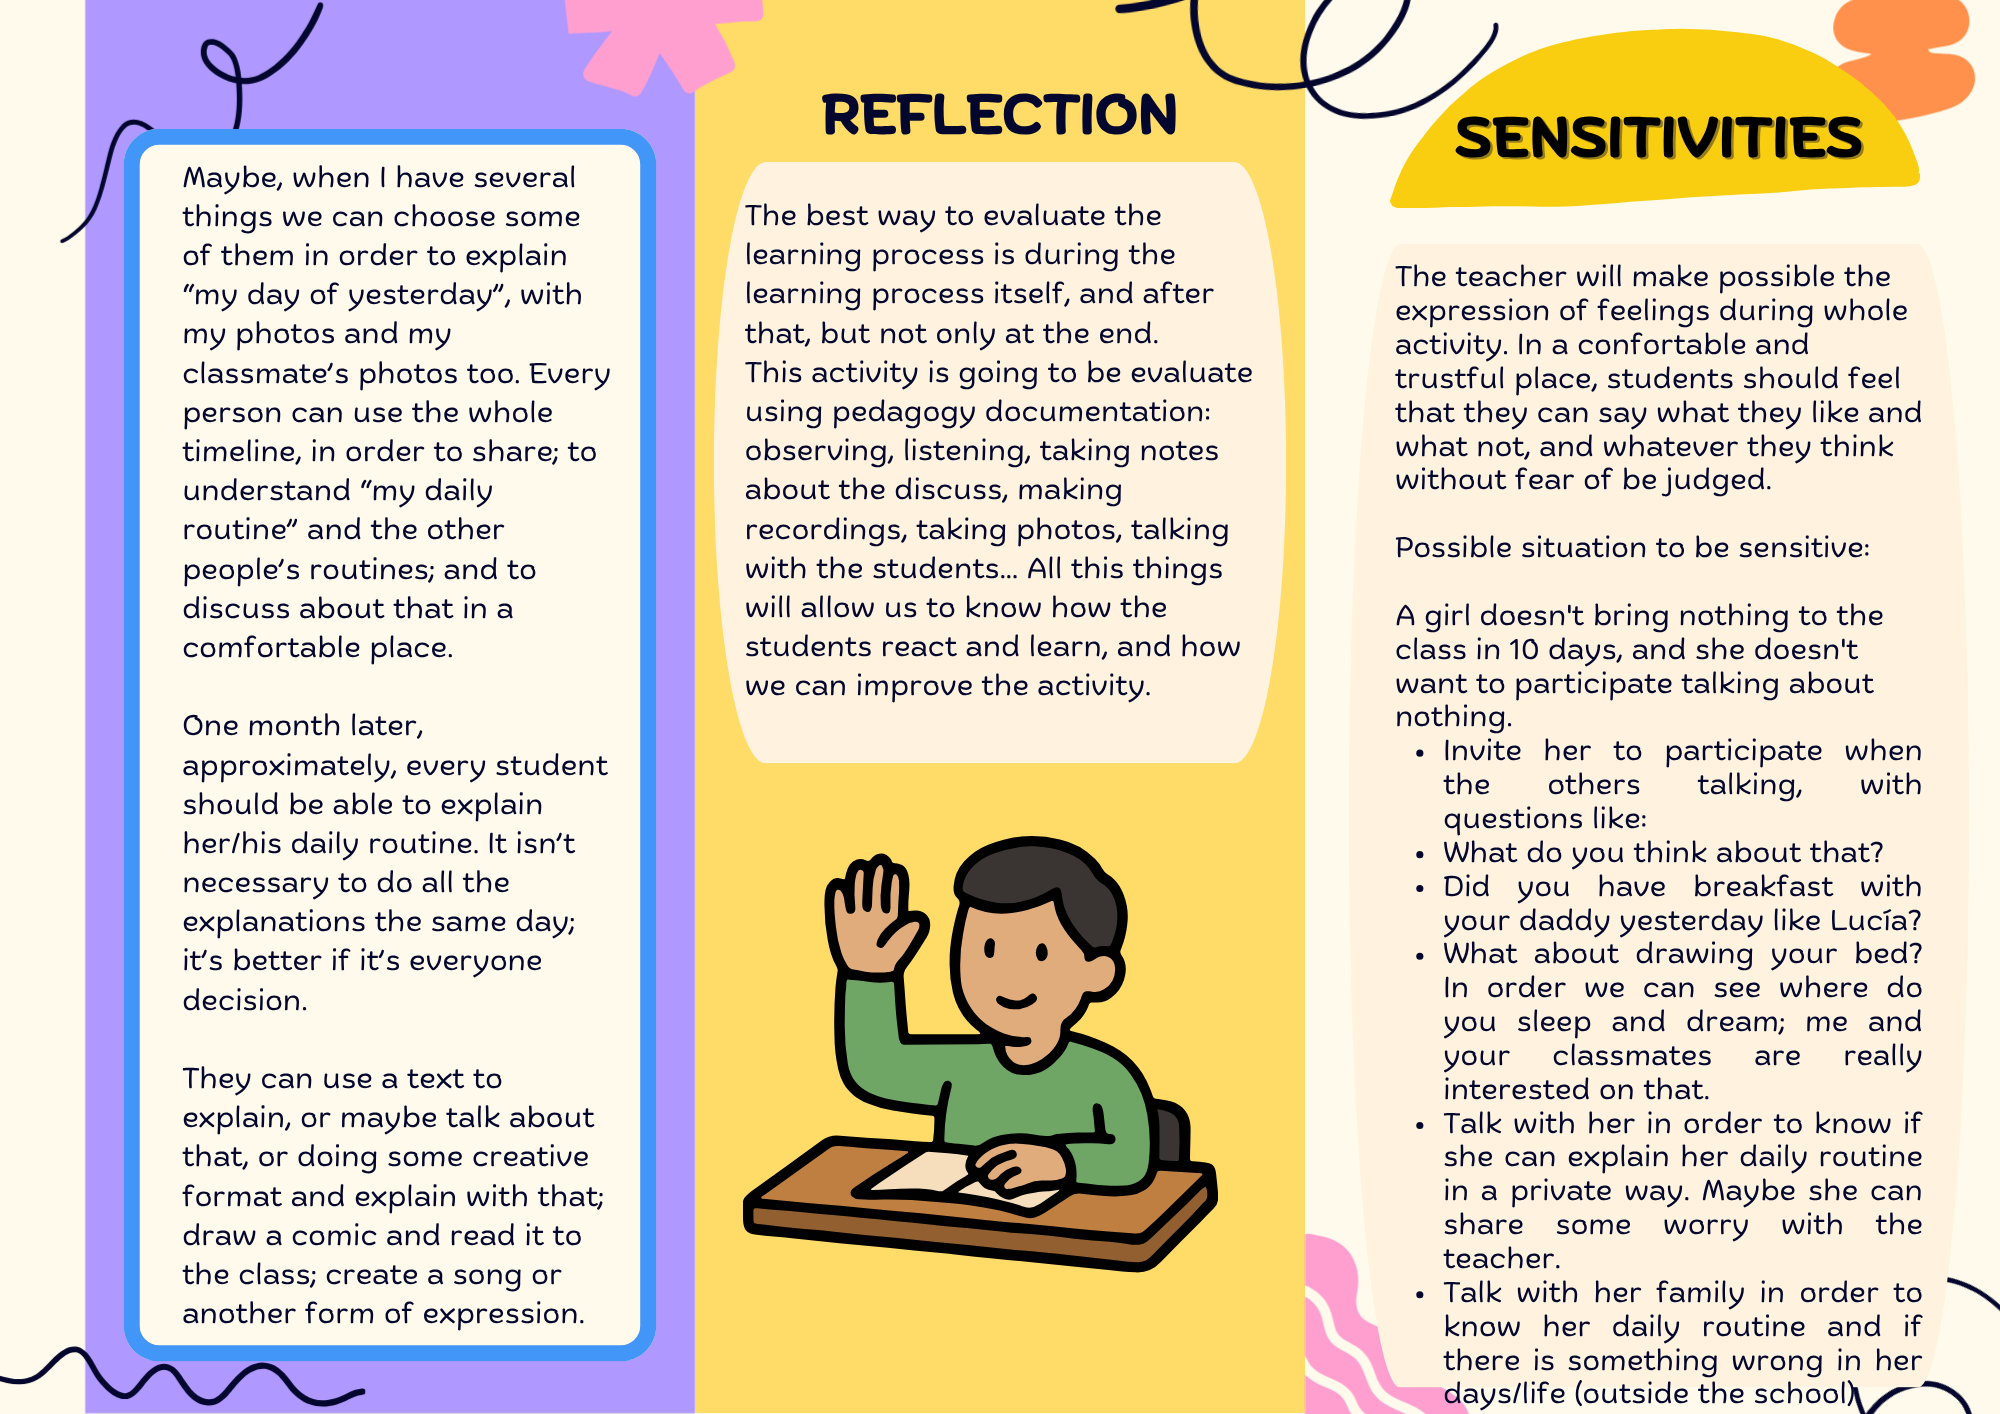 Maybe, when I have several
things we can choose some
of them in order to explain
“my day of yesterday”, with
my photos and my
classmate’s photos too. Every
person can use the whole
timeline, in order to share; to
understand “my daily
routine” and the other
people’s routines; and to
discuss about that in a
comfortable place.
One month later,
approximately, every student
should be able to explain
her/his daily routine. It isn’t
necessary to do all the
explanations the same day;
it’s better if it’s everyone
decision.
They can use a text to
explain, or maybe talk about
that, or doing some creative
format and explain with that;
draw a comic and read it to
the class; create a song or
another form of expression.
REFLECTION
The best way to evaluate the
learning process is during the
learning process itself, and after
that, but not only at the end.
This activity is going to be evaluate
using pedagogy documentation:
observing, listening, taking notes
about the discuss, making
recordings, taking photos, talking
with the students... All this things
will allow us to know how the
students react and learn, and how
we can improve the activity.
SENSITIVITIES
The teacher will make possible the
expression of feelings during whole
activity. In a confortable and
trustful place, students should feel
that they can say what they like and
what not, and whatever they think
without fear of be judged.
Possible situation to be sensitive:
A girl doesn't bring nothing to the
class in 10 days, and she doesn't
want to participate talking about
nothing.
• Invite her to participate when
the others talking, with
questions like:
• What do you think about that?
• Did you have breakfast with
your daddy yesterday like Lucía?
• What about drawing your bed?
In order we can see where do
you sleep and dream; me and
your classmates are really
interested on that.
• Talk with her in order to know if
she can explain her daily routine
in a private way. Maybe she can
share some worry with the
teacher.
• Talk with her family in order to
know her daily routine and if
there is something wrong in her
days/life (outside the school)